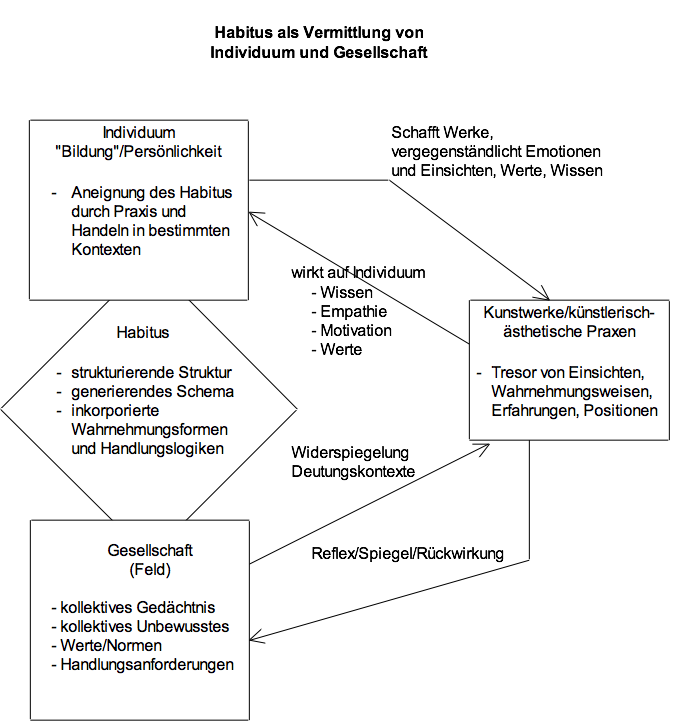 Habitus als Vermittlung von
Individuum und Gesellschaft
Individuum
"Bildung"/Persönlichkeit
- Aneignung des Habitus
durch Praxis und
Handeln in bestimmten
Kontexten
Schafft Werke,
vergegenständlicht Emotionen
und Einsichten, Werte, Wissen
wirkt auf Individuum
- Wissen
- Empathie
- Motivation
- Werte
Kunstwerke/künstlerisch-
ästhetische Praxen
- Tresor von Einsichten,
Wahrnehmungsweisen,
Erfahrungen, Positionen
Habitus
- strukturierende Struktur
- generierendes Schema
- inkorporierte
Wahrnehmungsformen
und Handlungslogiken
Widerspiegelung
Deutungskontexte
Reflex/Spiegel/Rückwirkung
Gesellschaft
(Feld)
- kollektives Gedächtnis
- kollektives Unbewusstes
- Werte/Normen
- Handlungsanforderungen